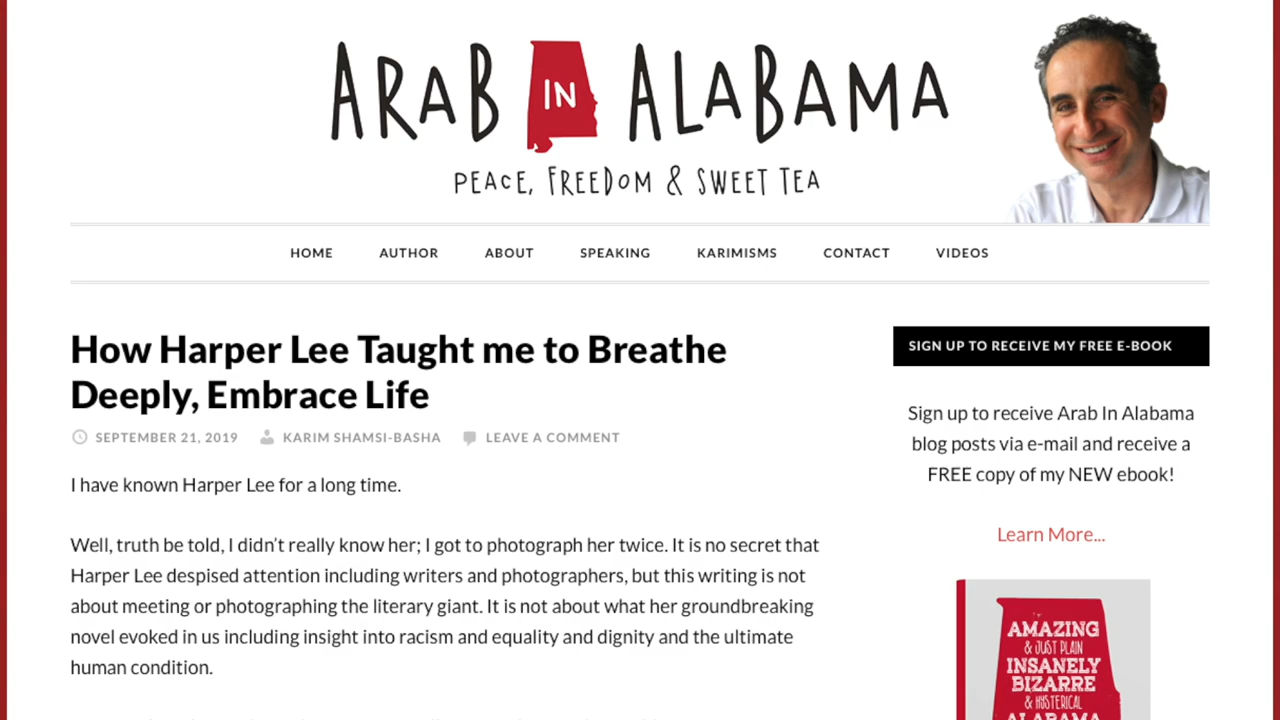 ARAB IN ALABAMA
PEACE, FREEDOM & SWEET TEA
HOME AUTHOR ABOUT SPEAKING KARIMISMS CONTACT VIDEOS
How Harper Lee Taught me to Breathe
Deeply, Embrace Life
SEPTEMBER 21, 2019 KARIM SHAMSI-BASHA LEAVE A COMMENT
I have known Harper Lee for a long time.
Well, truth be told, I didn’t really know her; I got to photograph her twice. It is no secret that
Harper Lee despised attention including writers and photographers, but this writing is not
about meeting or photographing the literary giant. It is not about what her groundbreaking
novel evoked in us including insight into racism and equality and dignity and the ultimate
human condition.
SIGN UP TO RECEIVE MY FREE E-BOOK
Sign up to receive Arab In Alabama
blog posts via e-mail and receive a
FREE copy of my NEW ebook!
Learn More...
AMAZING
& JUST PLAIN
INSANELY
BIZARRE
& HYSTERICAL
ALABAMA